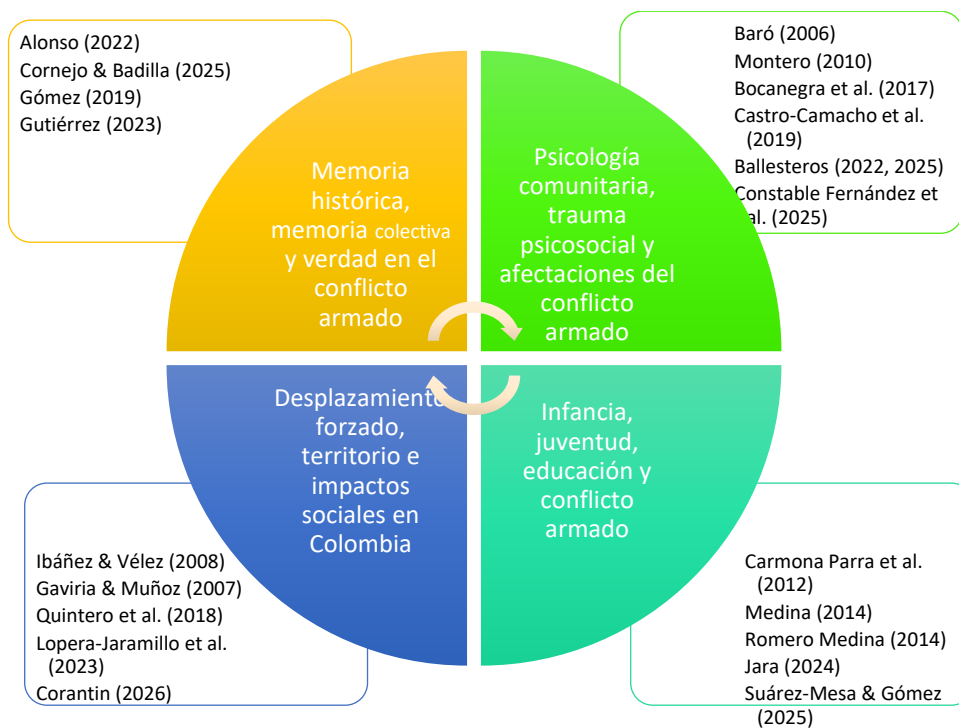 Alonso (2022)
Cornejo & Badilla (2025)
Gómez (2019)
Gutiérrez (2023)
Memoria
histórica,
memoria colectiva
y verdad en el
conflicto
armado
Baró (2006)
Montero (2010)
Bocanegra et al. (2017)
Castro-Camacho et al.
(2019)
Ballesteros (2022, 2025)
Constable Fernández et
al. (2025)
Psicología
comunitaria,
trauma
psicosocial y
afectaciones del
conflicto
armado
Desplazamiento
forzado,
territorio e
impactos
sociales en
Colombia
Ibáñez & Vélez (2008)
Gaviria & Muñoz (2007)
Quintero et al. (2018)
Lopera-Jaramillo et al.
(2023)
Corantin (2026)
Infancia,
juventud,
educación y
conflicto
armado
Carmona Parra et al.
(2012)
Medina (2014)
Romero Medina (2014)
Jara (2024)
Suárez-Mesa & Gómez
(2025)